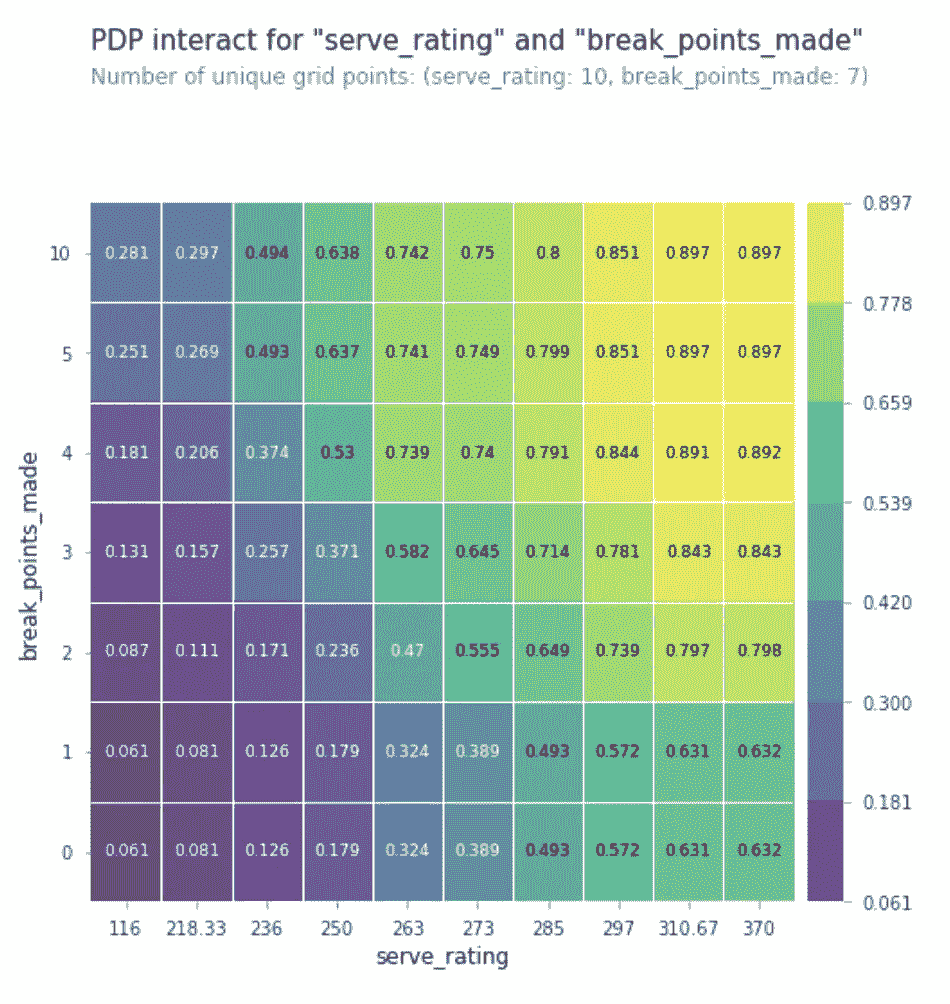 PDP interact for "serve_rating" and "break_points_made"
Number of unique grid points: (serve_rating: 10, break_points_made: 7)
0.897
10 0.281 0.297 0.494 0.638 0.742 0.75 0.8 0.851 0.897 0.897
0.778
5 0.251 0.269 0.493 0.637 0.741 0.749 0.799 0.851 0.897 0.897
0.659
4 0.181 0.206 0.374 0.53 0.739 0.74 0.791 0.844 0.891 0.892
0.539
3 0.131 0.157 0.257 0.371 0.582 0.645 0.714 0.781 0.843 0.843
0.420
2 0.087 0.111 0.171 0.236 0.47 0.555 0.649 0.739 0.797 0.798
0.300
1 0.061 0.081 0.126 0.179 0.324 0.389 0.493 0.572 0.631 0.632
0.181
0 0.061 0.081 0.126 0.179 0.324 0.389 0.493 0.572 0.631 0.632
0.061
break_points_made
116 218.33 236 250 263 273 285 297 310.67 370
serve_rating